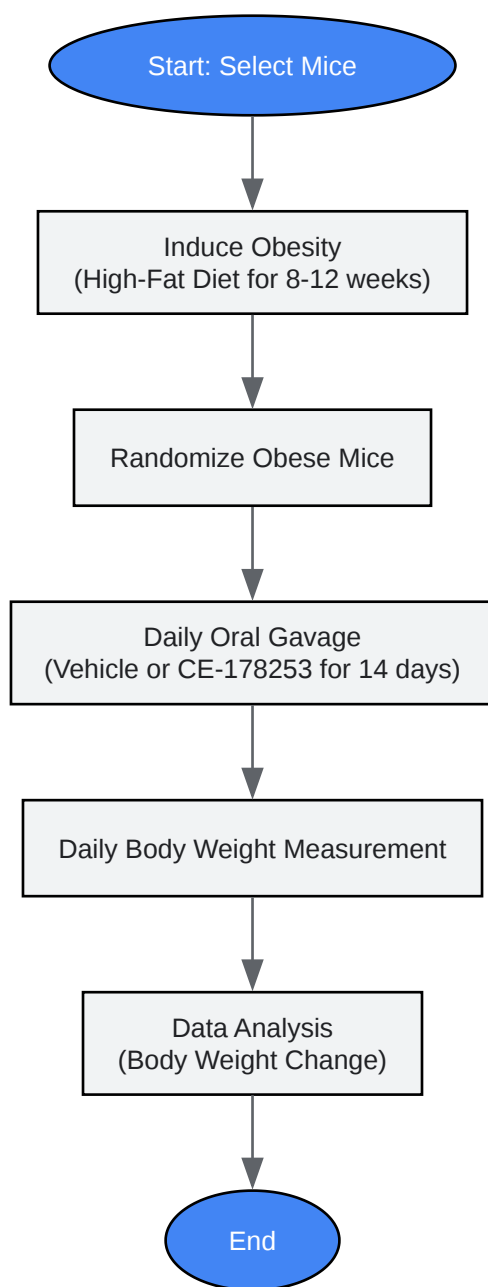 Start: Select Mice
Induce Obesity
(High-Fat Diet for 8-12 weeks)
Randomize Obese Mice
Daily Oral Gavage
(Vehicle or CE-178253 for 14 days)
Daily Body Weight Measurement
Data Analysis
(Body Weight Change)
End